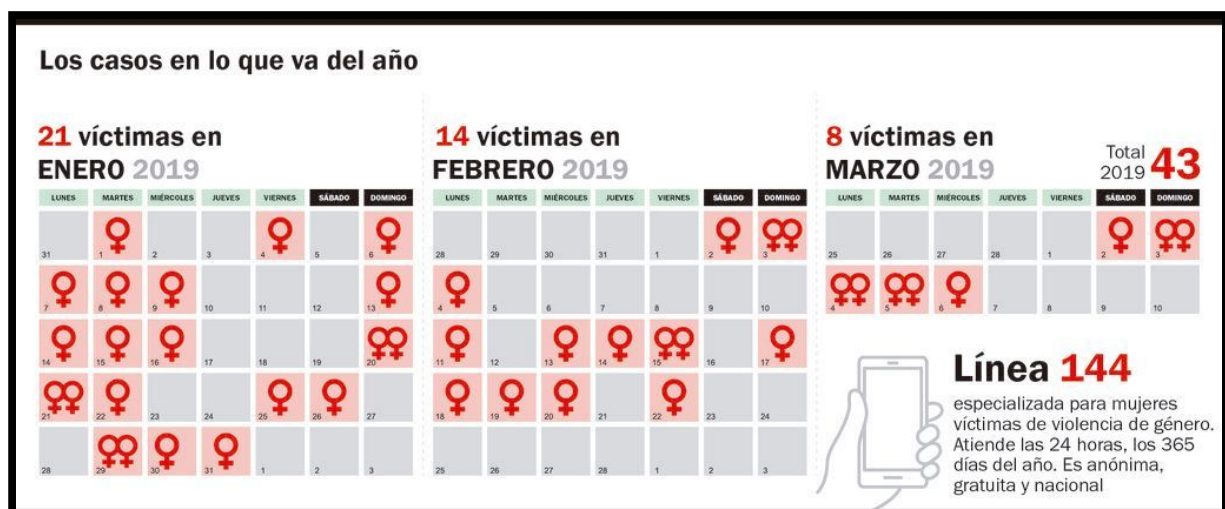 Los casos en lo que va del año
21 víctimas en
ENERO 2019
LUNES MARTES MIÉRCOLES JUEVES VIERNES SÁBADO DOMINGO
31 1 2 3 4 5 6
7 8 9 10 11 12 13
14 15 16 17 18 19 20
21 22 23 24 25 26 27
28 29 30 31 1 2 3
14 víctimas en
FEBRERO 2019
LUNES MARTES MIÉRCOLES JUEVES VIERNES SÁBADO DOMINGO
28 29 30 31 1 2 3
4 5 6 7 8 9 10
11 12 13 14 15 16 17
18 19 20 21 22 23 24
25 26 27 28 1 2 3
8 víctimas en
MARZO 2019
Total
2019 43
LUNES MARTES MIÉRCOLES JUEVES VIERNES SÁBADO DOMINGO
25 26 27 28 1 2 3
4 5 6 7 8 9 10
Línea 144
especializada para mujeres
víctimas de violencia de género.
Atiende las 24 horas, los 365
días del año. Es anónima,
gratuita y nacional